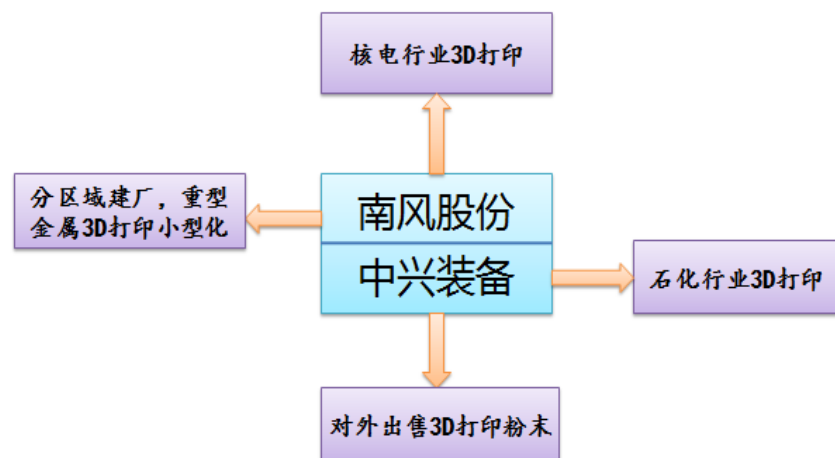 核电行业3D打印
分区域建厂，重型
金属3D打印小型化
南风股份
中兴装备
石化行业3D打印
对外出售3D打印粉末